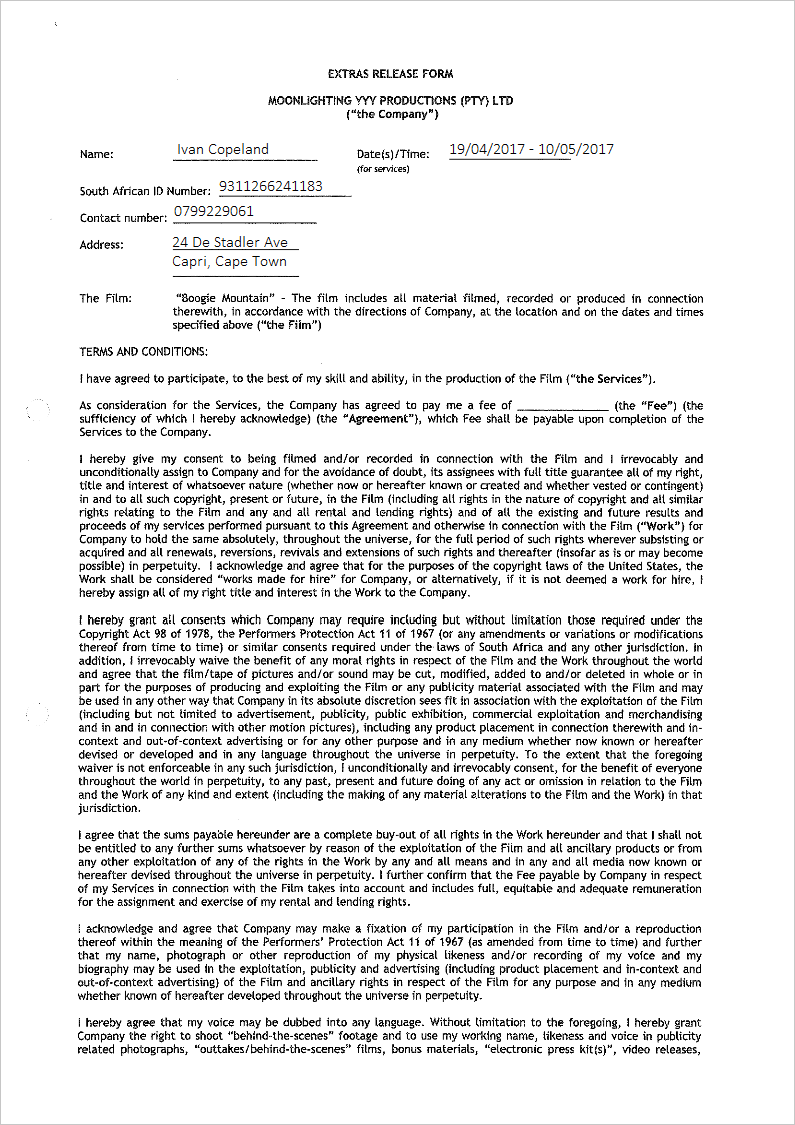 EXTRAS RELEASE FORM
MOONLIGHTING YYY PRODUCTIONS (PTY) LTD
("the Company")
Name: Ivan Copeland Date(s)/Time: 19/04/2017 - 10/05/2017
(for services)
South African ID Number: 9311266241183
Contact number: 0799229061
Address: 24 De Stadler Ave
Capri, Cape Town
The Film: "Boogie Mountain" - The film includes all material filmed, recorded or produced in connection
therewith, in accordance with the directions of Company, at the location and on the dates and times
specified above ("the Film")
TERMS AND CONDITIONS:
I have agreed to participate, to the best of my skill and ability, in the production of the Film ("the Services").
As consideration for the Services, the Company has agreed to pay me a fee of ______________ (the "Fee") (the
sufficiency of which I hereby acknowledge) (the "Agreement"), which Fee shall be payable upon completion of the
Services to the Company.
I hereby give my consent to being filmed and/or recorded in connection with the Film and I irrevocably and
unconditionally assign to Company and for the avoidance of doubt, its assignees with full title guarantee all of my right,
title and interest of whatsoever nature (whether now or hereafter known or created and whether vested or contingent)
in and to all such copyright, present or future, in the Film (including all rights in the nature of copyright and all similar
rights relating to the Film and any and all rental and lending rights) and of all the existing and future results and
proceeds of my services performed pursuant to this Agreement and otherwise in connection with the Film ("Work") for
Company to hold the same absolutely, throughout the universe, for the full period of such rights wherever subsisting or
acquired and all renewals, reversions, revivals and extensions of such rights and thereafter (insofar as is or may become
possible) in perpetuity. I acknowledge and agree that for the purposes of the copyright laws of the United States, the
Work shall be considered "works made for hire" for Company, or alternatively, if it is not deemed a work for hire, I
hereby assign all of my right title and interest in the Work to the Company.
I hereby grant all consents which Company may require including but without limitation those required under the
Copyright Act 98 of 1978, the Performers Protection Act 11 of 1967 (or any amendments or variations or modifications
thereof from time to time) or similar consents required under the laws of South Africa and any other jurisdiction. In
addition, I irrevocably waive the benefit of any moral rights in respect of the Film and the Work throughout the world
and agree that the film/tape of pictures and/or sound may be cut, modified, added to and/or deleted in whole or in
part for the purposes of producing and exploiting the Film or any publicity material associated with the Film and may
be used in any other way that Company in its absolute discretion sees fit in association with the exploitation of the Film
(including but not limited to advertisement, publicity, public exhibition, commercial exploitation and merchandising
and in and in connection with other motion pictures), including any product placement in connection therewith and in-
context and out-of-context advertising or for any other purpose and in any medium whether now known or hereafter
devised or developed and in any language throughout the universe in perpetuity. To the extent that the foregoing
waiver is not enforceable in any such jurisdiction, I unconditionally and irrevocably consent, for the benefit of everyone
throughout the world in perpetuity, to any past, present and future doing of any act or omission in relation to the Film
and the Work of any kind and extent (including the making of any material alterations to the Film and the Work) in that
jurisdiction.
I agree that the sums payable hereunder are a complete buy-out of all rights in the Work hereunder and that I shall not
be entitled to any further sums whatsoever by reason of the exploitation of the Film and all ancillary products or from
any other exploitation of any of the rights in the Work by any and all means and in any and all media now known or
hereafter devised throughout the universe in perpetuity. I further confirm that the Fee payable by Company in respect
of my Services in connection with the Film takes into account and includes full, equitable and adequate remuneration
for the assignment and exercise of my rental and lending rights.
I acknowledge and agree that Company may make a fixation of my participation in the Film and/or a reproduction
thereof within the meaning of the Performers' Protection Act 11 of 1967 (as amended from time to time) and further
that my name, photograph or other reproduction of my physical likeness and/or recording of my voice and my
biography may be used in the exploitation, publicity and advertising (including product placement and in-context and
out-of-context advertising) of the Film and ancillary rights in respect of the Film for any purpose and in any medium
whether known of hereafter developed throughout the universe in perpetuity.
I hereby agree that my voice may be dubbed into any language. Without limitation to the foregoing, I hereby grant
Company the right to shoot "behind-the-scenes" footage and to use my working name, likeness and voice in publicity
related photographs, "outtakes/behind-the-scenes" films, bonus materials, "electronic press kit(s)", video releases,